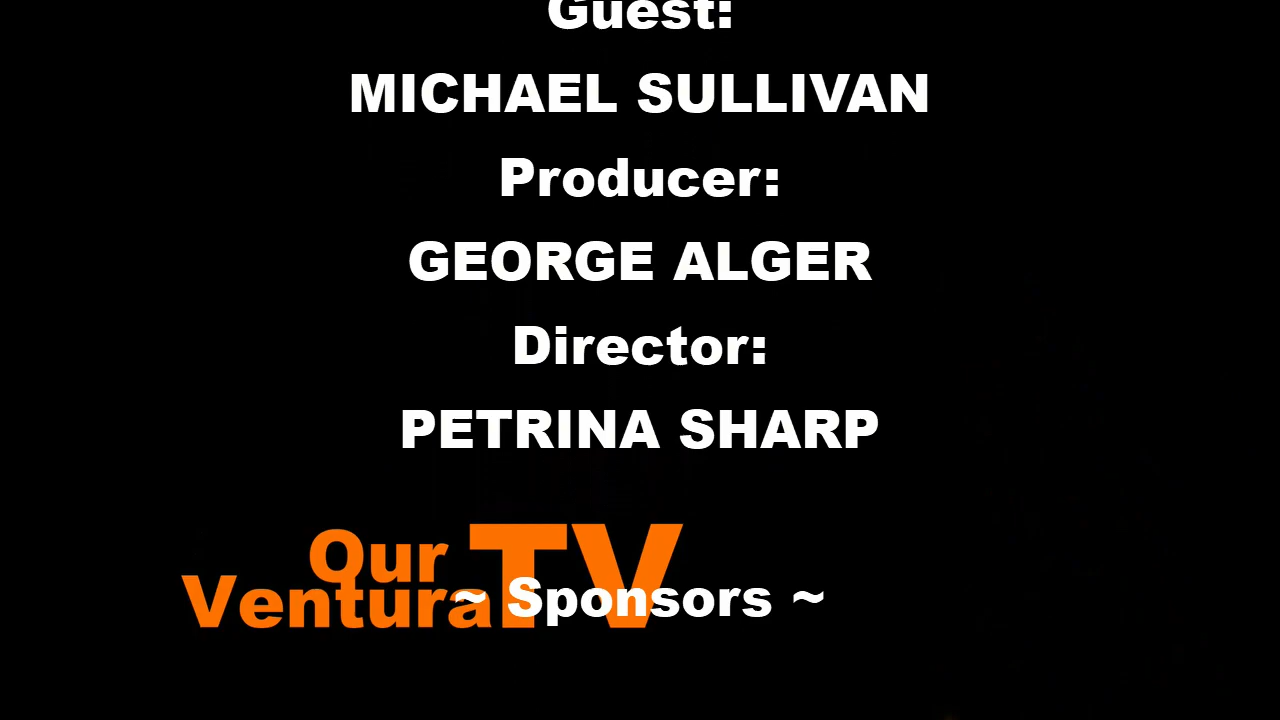 Guest:
MICHAEL SULLIVAN
Producer:
GEORGE ALGER
Director:
PETRINA SHARP
Our Ventura TV
~ Sponsors ~